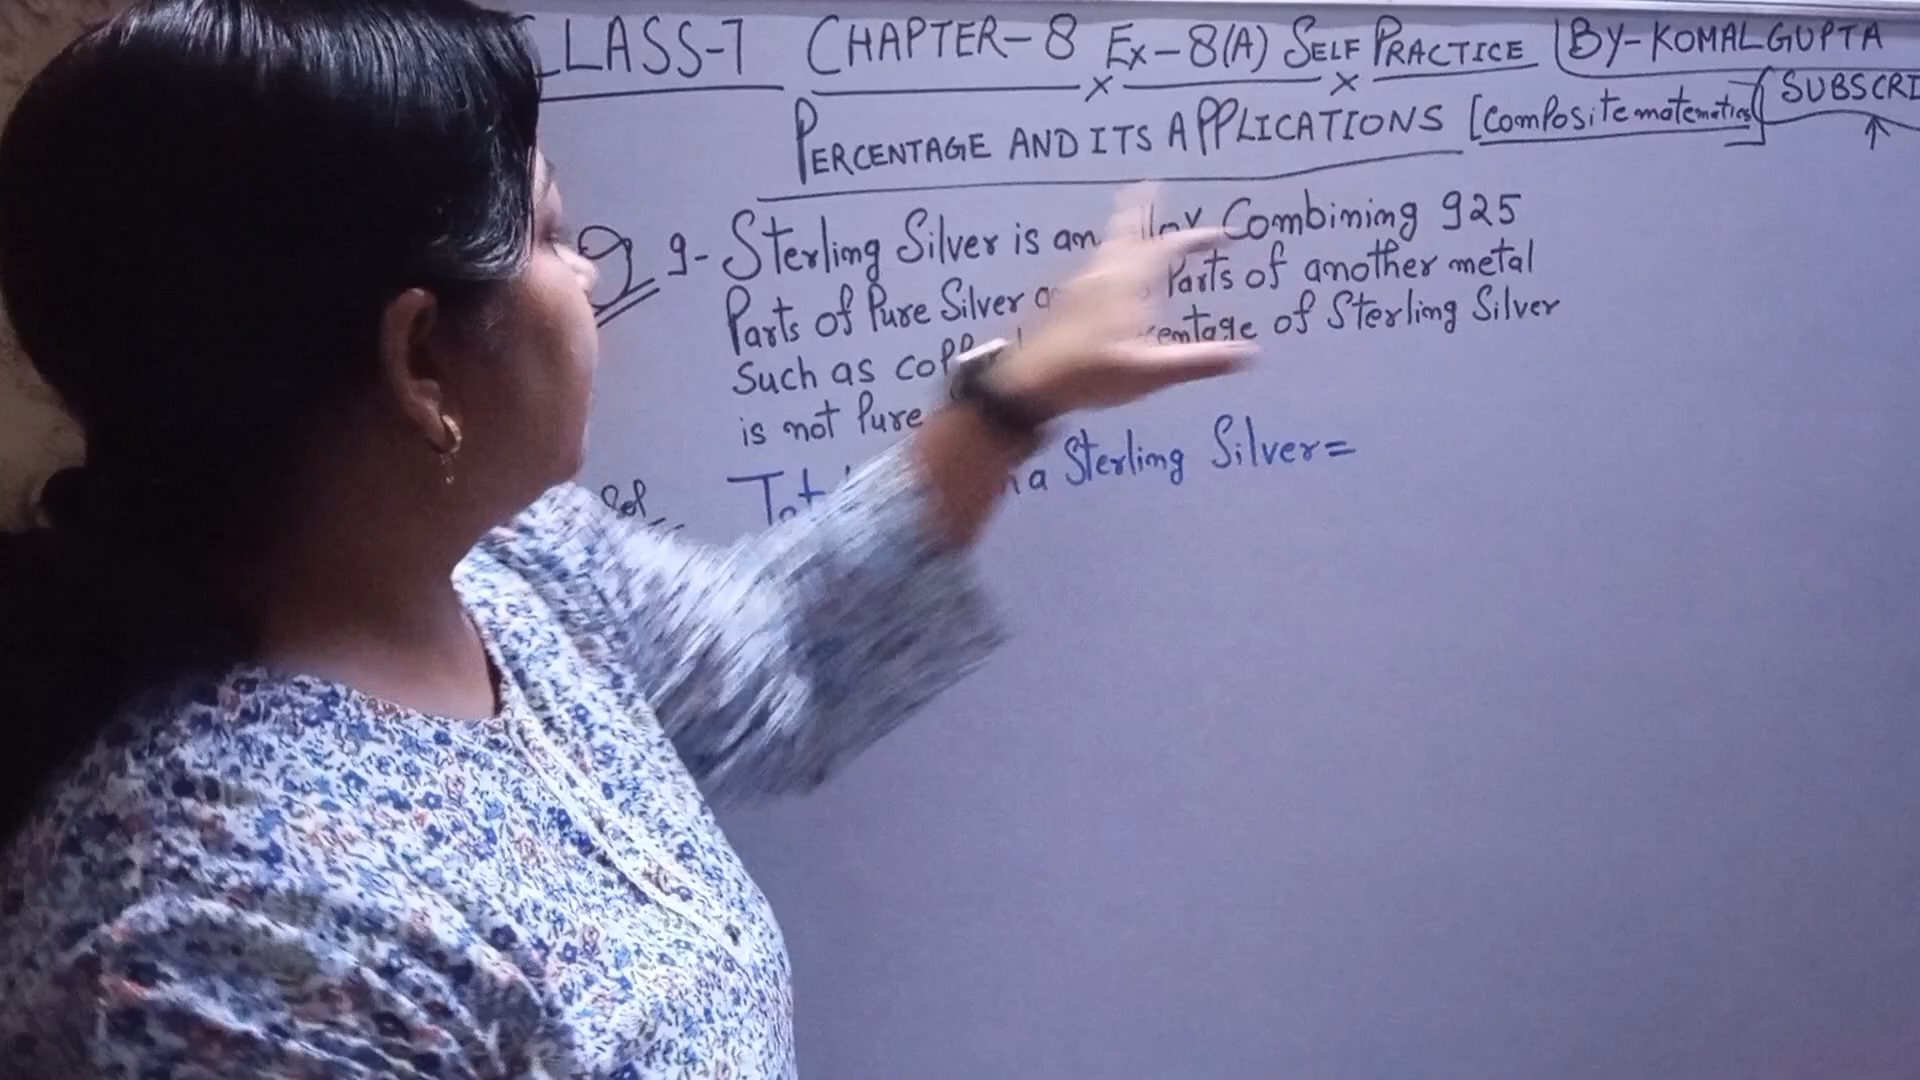 CLASS-7 CHAPTER-8 EX-8(A) SELF PRACTICE BY-KOMAL GUPTA
SUBSCRI
PERCENTAGE AND ITS APPLICATIONS [Composite matematics]
Q 9- Sterling Silver is an Combining 925
Parts of Pure Silver Parts of another metal
Such as of Sterling Silver
is not Pure
Sol a Sterling Silver=